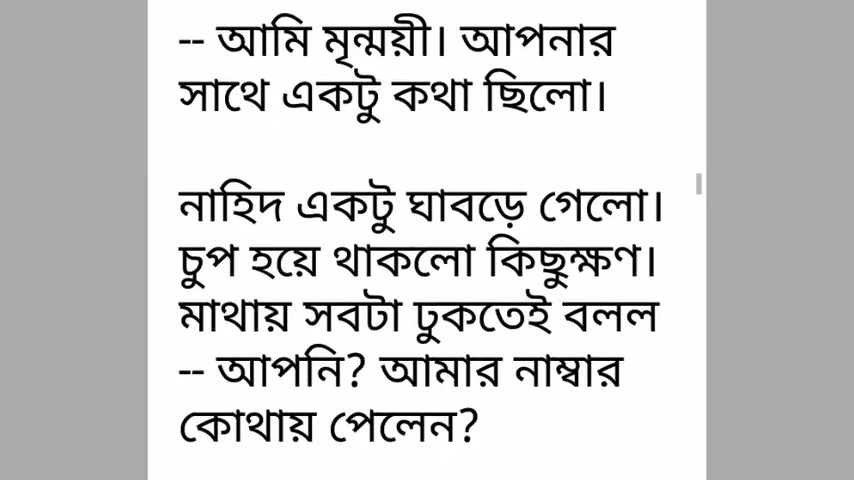 -- আমি মৃন্ময়ী। আপনার
সাথে একটু কথা ছিলো।
নাহিদ একটু ঘাবড়ে গেলো।
চুপ হয়ে থাকলো কিছুক্ষণ।
মাথায় সবটা ঢুকতেই বলল
-- আপনি? আমার নাম্বার
কোথায় পেলেন?